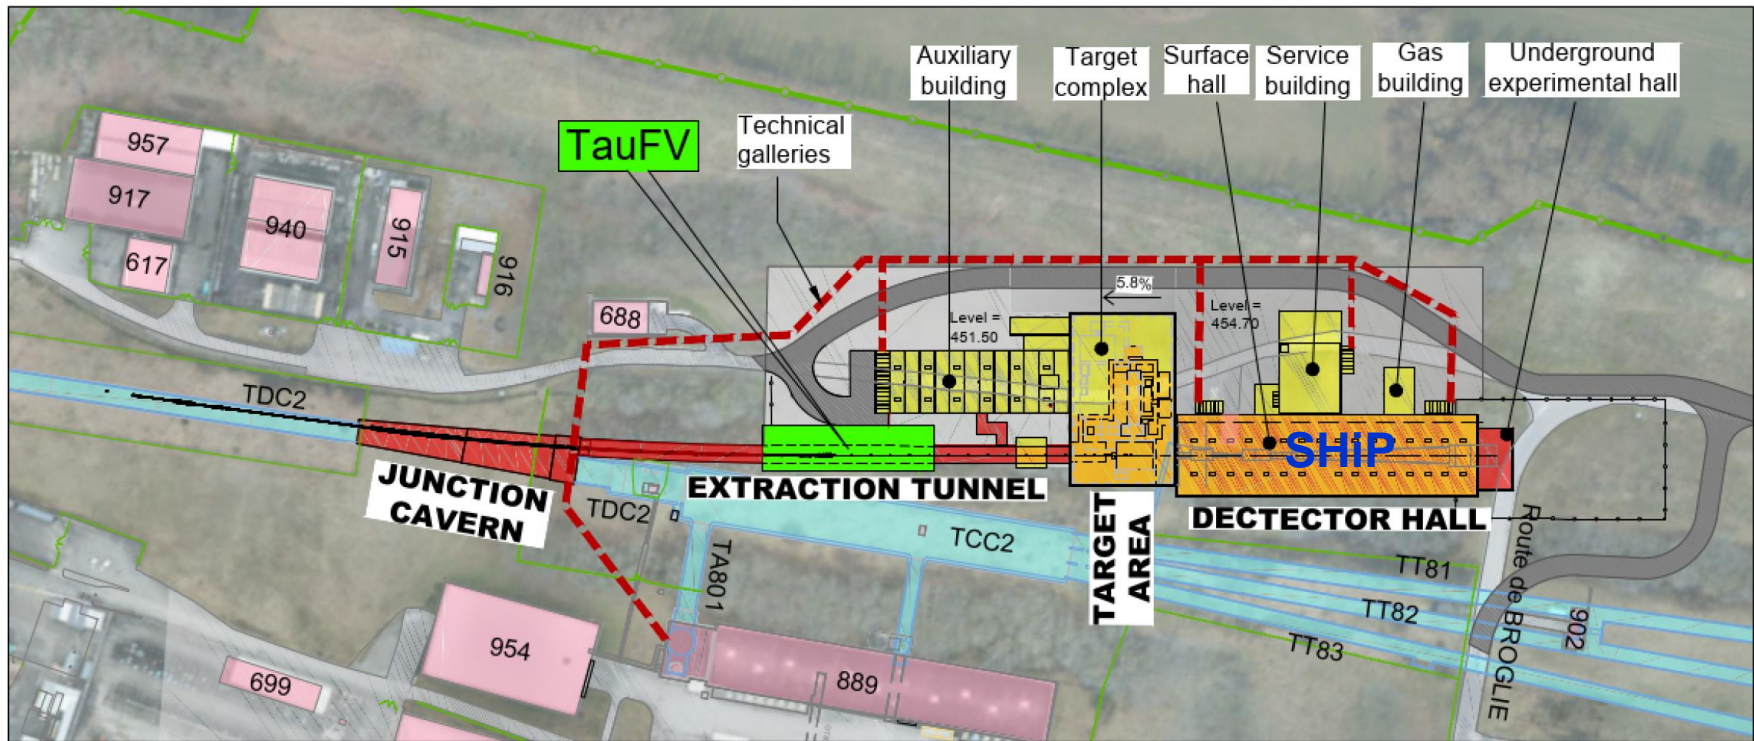 Auxiliary
building
Target
complex
Surface
hall
Service
building
Gas
building
Underground
experimental hall
TauFV
Technical
galleries
957
917
940
915
617
916
688
5.8%
Level =
451.50
Level =
454.70
TDC2
JUNCTION
CAVERN
EXTRACTION TUNNEL
SHiP
DECTECTOR HALL
TARGET
AREA
TDC2
TCC2
TA801
TT81
TT82
TT83
902
Route de BROGLIE
954
699
889